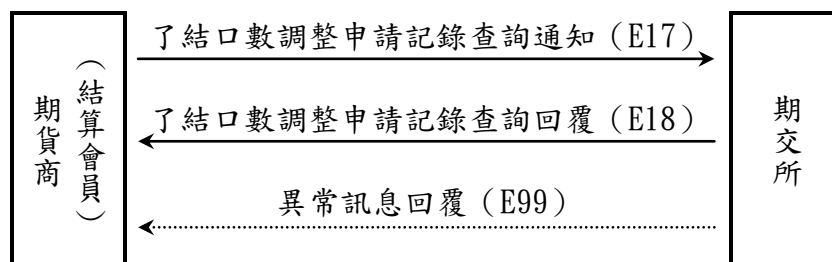 期貨商
（結算會員）
了結口數調整申請記錄查詢通知（E17）
了結口數調整申請記錄查詢回覆（E18）
異常訊息回覆（E99）
期交所